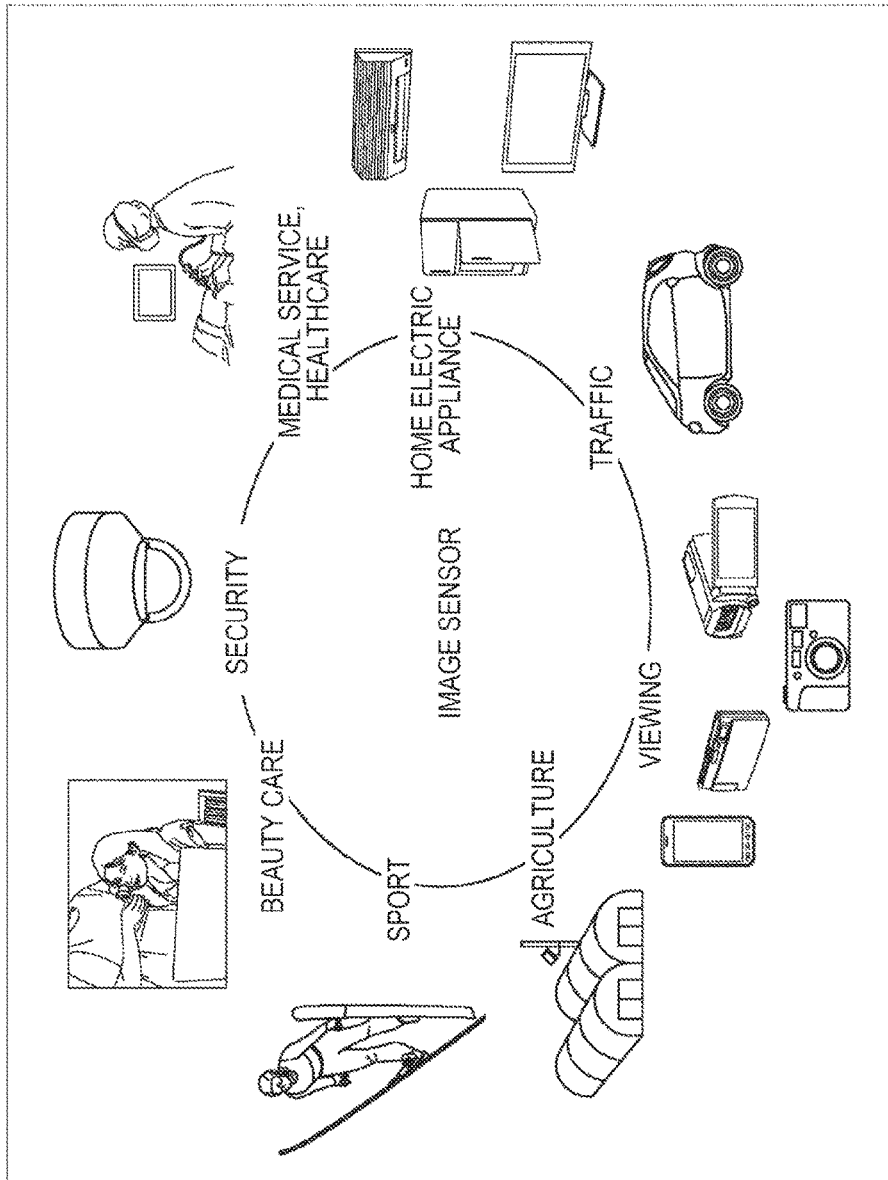 SECURITY
MEDICAL SERVICE,
HEALTHCARE
BEAUTY CARE
HOME ELECTRIC
APPLIANCE
SPORT
IMAGE SENSOR
TRAFFIC
AGRICULTURE
VIEWING